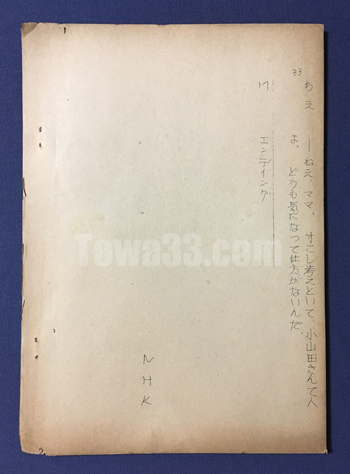 33
ちえ ーねえ、ママ、すこし考えといて、小山田さんて人
よ、どうも気になって仕方がないんだ。
M: エンディング
NHK
Towa33.com